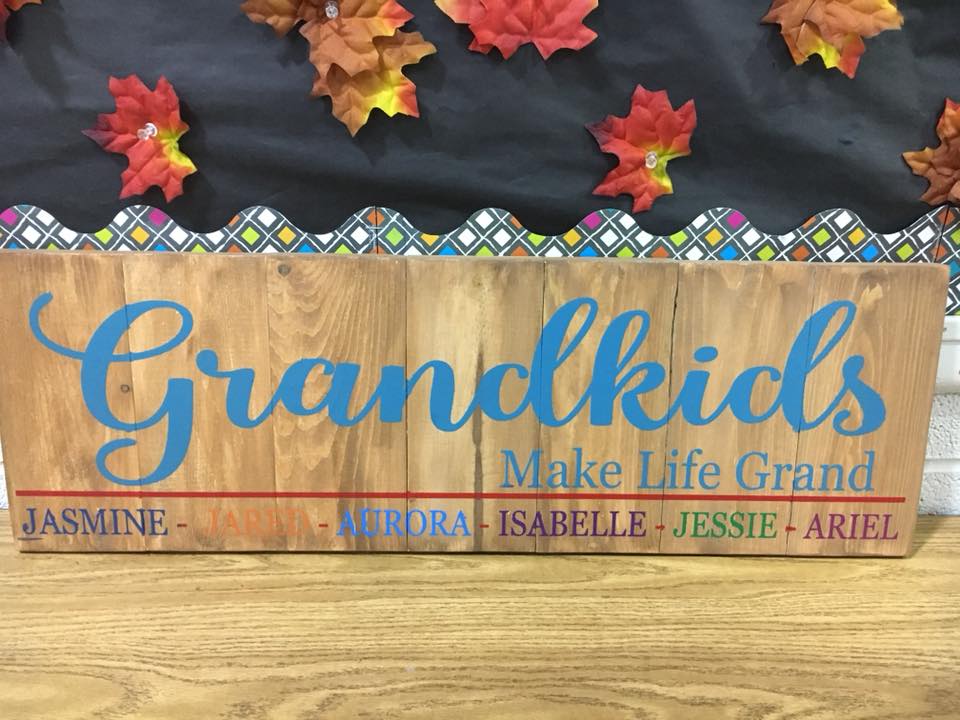 Grandkids
Make Life Grand
JASMINE - JARED - AURORA - ISABELLE - JESSIE - ARIEL